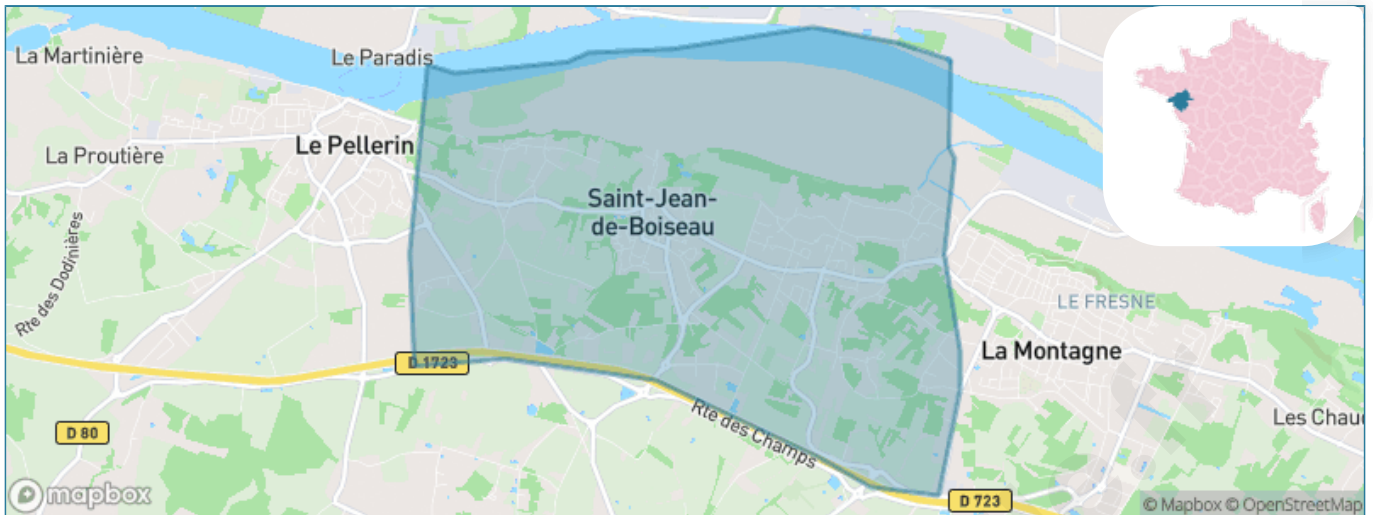 La Martinière
Le Paradis
Le Pellerin
La Proutière
Saint-Jean-
de-Boiseau
Rte des Dodinières
LE FRESNE
La Montagne
D 1723
Rte des Champs
Les Chau
D 80
D 723
mapbox
© Mapbox © OpenStreetMap